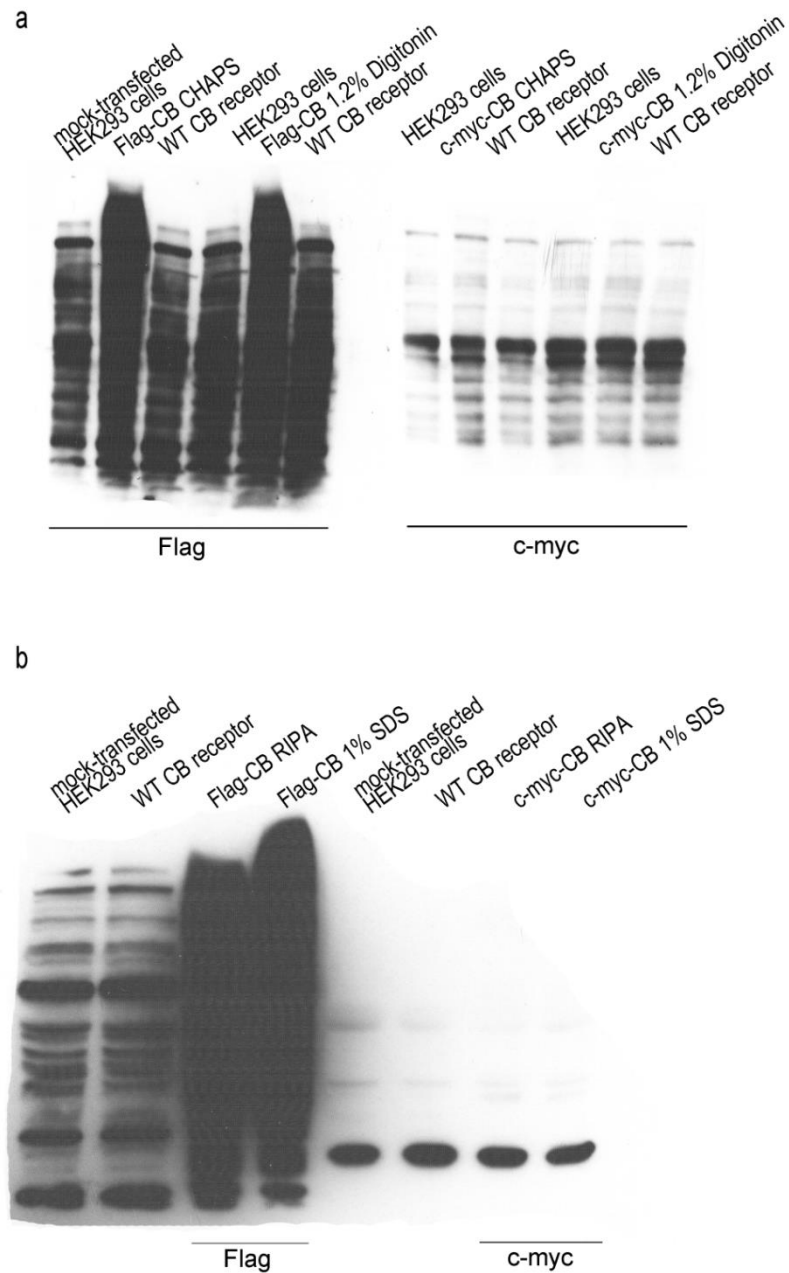 a
mock-transfected
HEK293 cells
Flag-CB CHAPS
WT CB receptor
HEK293 cells
Flag-CB 1.2% Digitonin
WT CB receptor
HEK293 cells
c-myc-CB CHAPS
WT CB receptor
HEK293 cells
c-myc-CB 1.2% Digitonin
WT CB receptor
Flag
c-myc
b
mock-transfected
HEK293 cells
WT CB receptor
Flag-CB RIPA
Flag-CB 1% SDS
mock-transfected
HEK293 cells
WT CB receptor
c-myc-CB RIPA
c-myc-CB 1% SDS
Flag
c-myc